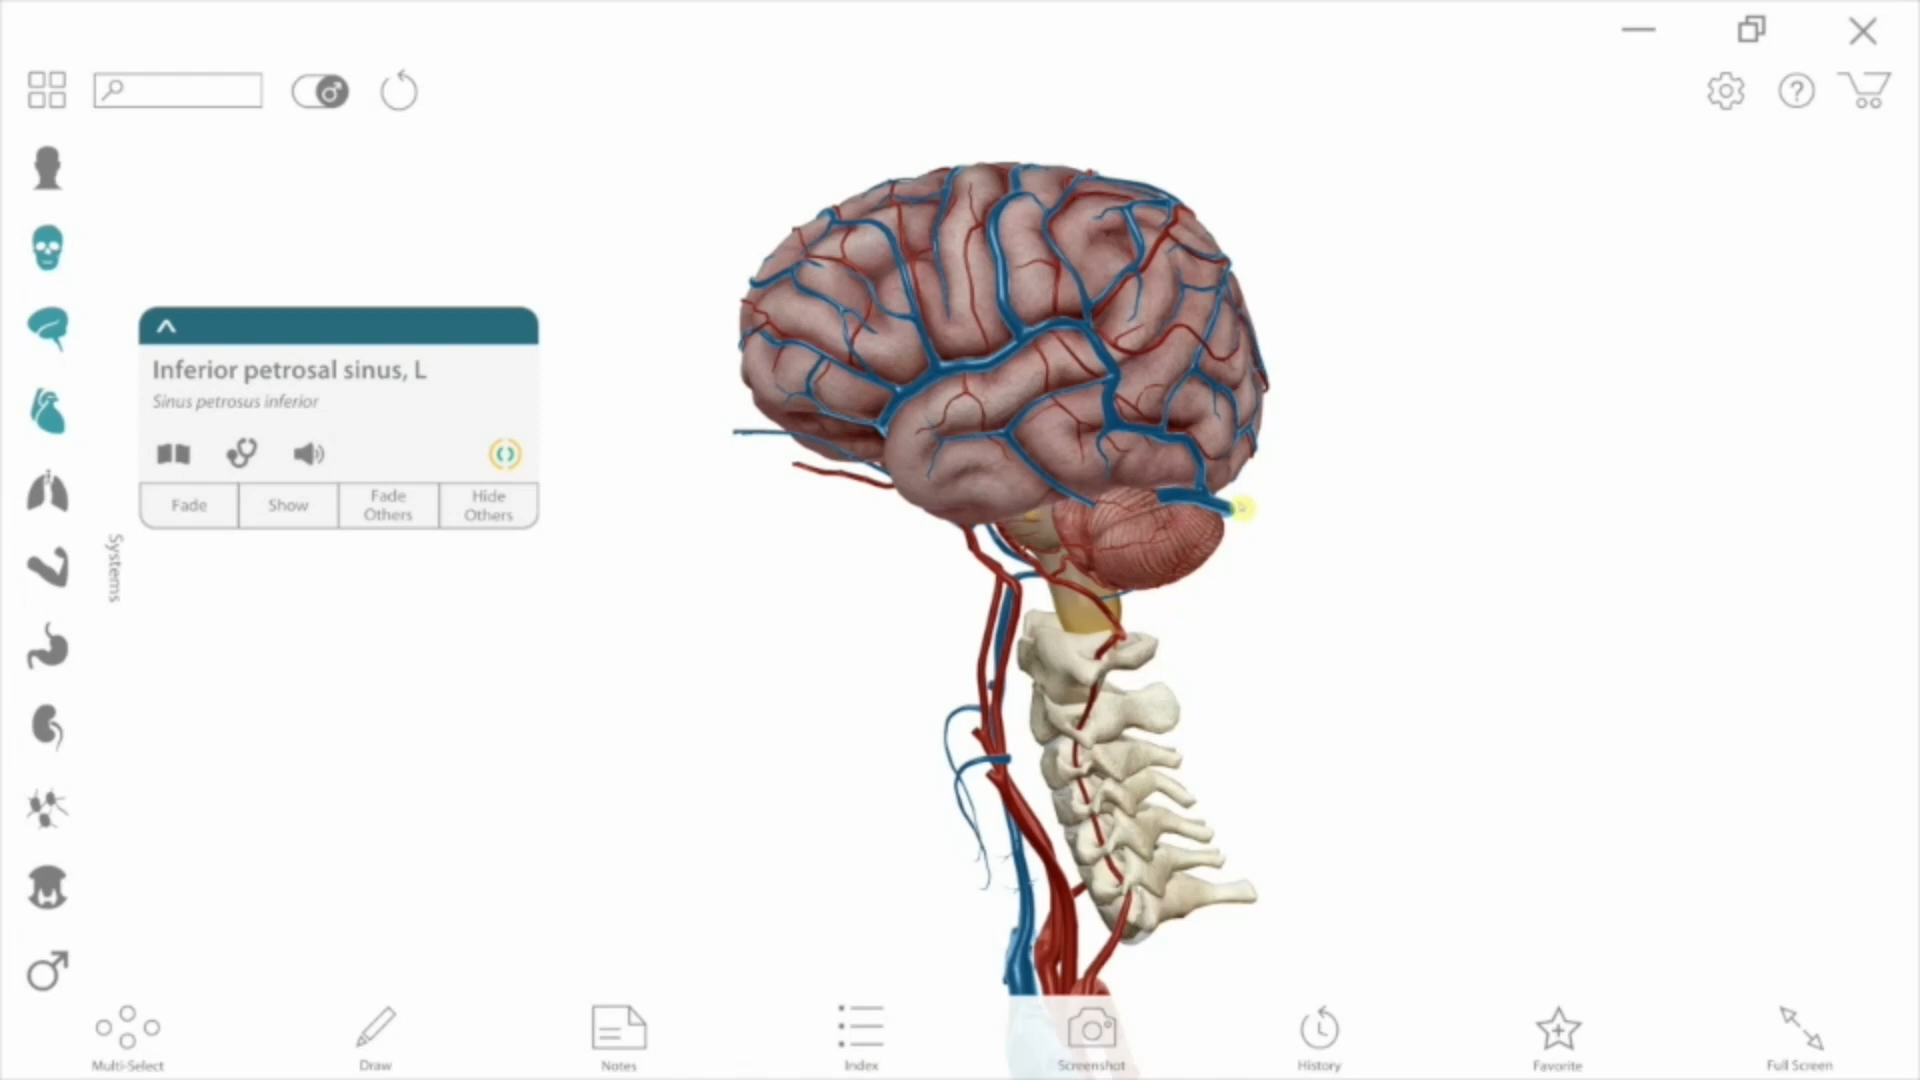 Inferior petrosal sinus, L
Sinus petrosus inferior
Fade
Show
Fade
Others
Hide
Others
Systems
Multi-Select
Draw
Notes
Index
Screenshot
History
Favorite
Full Screen